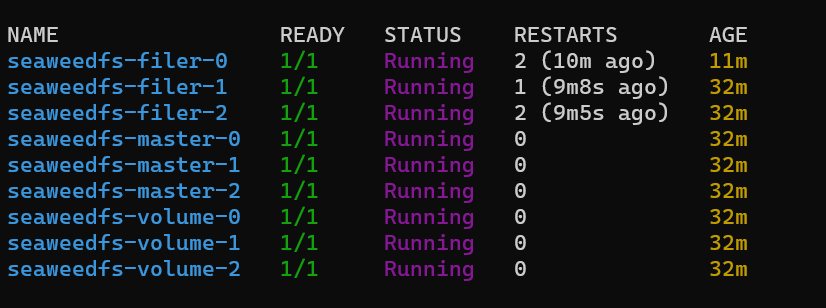 NAME READY STATUS RESTARTS AGE
seaweedfs-filer-0 1/1 Running 2 (10m ago) 11m
seaweedfs-filer-1 1/1 Running 1 (9m8s ago) 32m
seaweedfs-filer-2 1/1 Running 2 (9m5s ago) 32m
seaweedfs-master-0 1/1 Running 0 32m
seaweedfs-master-1 1/1 Running 0 32m
seaweedfs-master-2 1/1 Running 0 32m
seaweedfs-volume-0 1/1 Running 0 32m
seaweedfs-volume-1 1/1 Running 0 32m
seaweedfs-volume-2 1/1 Running 0 32m